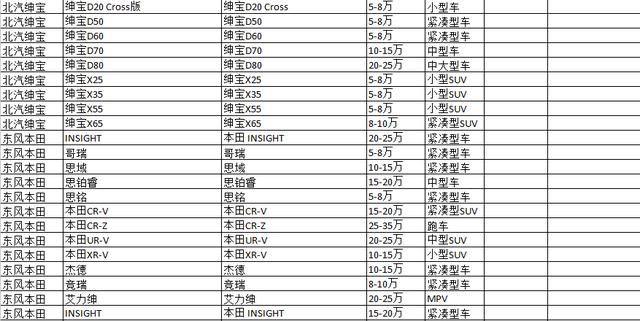 北汽绅宝 绅宝D20 Cross版 绅宝D20 Cross 5-8万 小型车
北汽绅宝 绅宝D50 绅宝D50 5-8万 紧凑型车
北汽绅宝 绅宝D60 绅宝D60 5-8万 紧凑型车
北汽绅宝 绅宝D70 绅宝D70 10-15万 中型车
北汽绅宝 绅宝D80 绅宝D80 20-25万 中大型车
北汽绅宝 绅宝X25 绅宝X25 5-8万 小型SUV
北汽绅宝 绅宝X35 绅宝X35 5-8万 小型SUV
北汽绅宝 绅宝X55 绅宝X55 5-8万 小型SUV
北汽绅宝 绅宝X65 绅宝X65 8-10万 紧凑型SUV
东风本田 INSIGHT 本田 INSIGHT 20-25万 紧凑型车
东风本田 哥瑞 哥瑞 5-8万 紧凑型车
东风本田 思域 思域 10-15万 紧凑型车
东风本田 思铂睿 思铂睿 15-20万 中型车
东风本田 思铭 思铭 5-8万 紧凑型车
东风本田 本田CR-V 本田CR-V 15-20万 紧凑型SUV
东风本田 本田CR-Z 本田CR-Z 25-35万 跑车
东风本田 本田UR-V 本田UR-V 20-25万 中型SUV
东风本田 本田XR-V 本田XR-V 10-15万 小型SUV
东风本田 杰德 杰德 10-15万 紧凑型车
东风本田 竞瑞 竞瑞 8-10万 紧凑型车
东风本田 艾力绅 艾力绅 20-25万 MPV
东风本田 INSIGHT 本田 INSIGHT 15-20万 紧凑型车